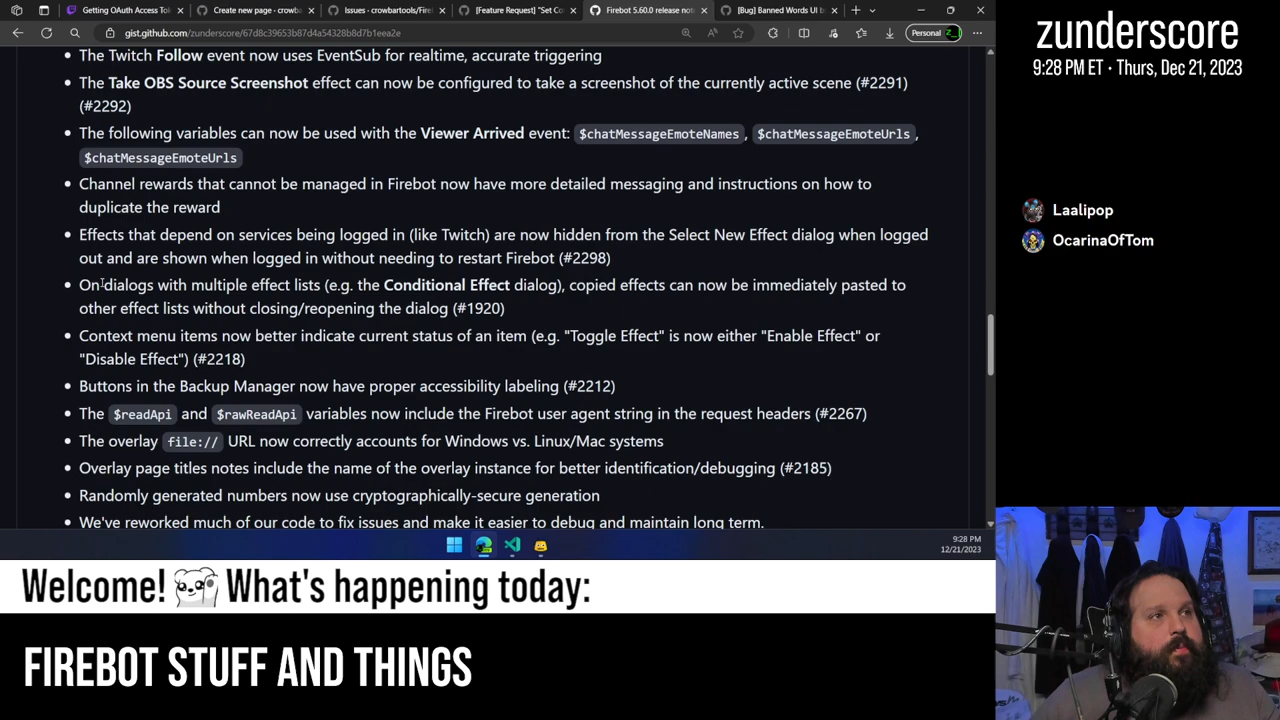 Getting OAuth Access To
Create new page · crowba
Issues · crowbartools/Fire
[Feature Request] "Set Co
Firebot 5.60.0 release not
[Bug] Banned Words UI b
gist.github.com/zunderscore/67d8c39653b87d4a54328b8d7b1eea2e
Personal
The Twitch Follow event now uses EventSub for realtime, accurate triggering
The Take OBS Source Screenshot effect can now be configured to take a screenshot of the currently active scene (#2291)
(#2292)
The following variables can now be used with the Viewer Arrived event: $chatMessageEmoteNames, $chatMessageEmoteUrls,
$chatMessageEmoteUrls
Channel rewards that cannot be managed in Firebot now have more detailed messaging and instructions on how to
duplicate the reward
Effects that depend on services being logged in (like Twitch) are now hidden from the Select New Effect dialog when logged
out and are shown when logged in without needing to restart Firebot (#2298)
On dialogs with multiple effect lists (e.g. the Conditional Effect dialog), copied effects can now be immediately pasted to
other effect lists without closing/reopening the dialog (#1920)
Context menu items now better indicate current status of an item (e.g. "Toggle Effect" is now either "Enable Effect" or
"Disable Effect") (#2218)
Buttons in the Backup Manager now have proper accessibility labeling (#2212)
The $readApi and $rawReadApi variables now include the Firebot user agent string in the request headers (#2267)
The overlay file:// URL now correctly accounts for Windows vs. Linux/Mac systems
Overlay page titles notes include the name of the overlay instance for better identification/debugging (#2185)
Randomly generated numbers now use cryptographically-secure generation
We've reworked much of our code to fix issues and make it easier to debug and maintain long term.
9:28 PM
12/21/2023
zunderscore
9:28 PM ET • Thurs, Dec 21, 2023
Laalipop
OcarinaOfTom
Welcome! What's happening today:
FIREBOT STUFF AND THINGS